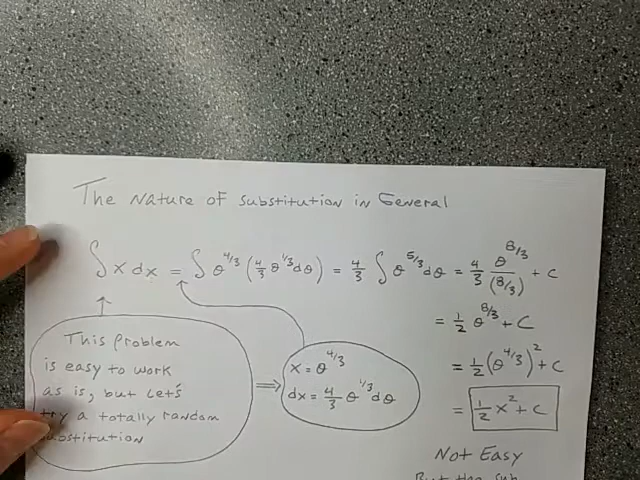 The Nature of Substitution in General
∫ x dx = ∫ θ^{4/3} (4/3 θ^{1/3} dθ) = 4/3 ∫ θ^{5/3} dθ = 4/3 θ^{8/3}/(8/3) + C
= 1/2 θ^{8/3} + C
= 1/2 (θ^{4/3})^2 + C
= 1/2 x^2 + C
This problem
is easy to work
as is, but Let's
try a totally random
substitution
⇒
x = θ^{4/3}
dx = 4/3 θ^{1/3} dθ
Not Easy
But the sub